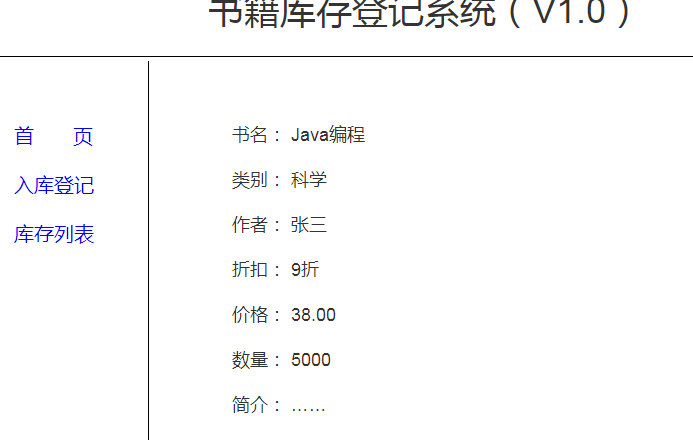 书籍库存登记系统（V1.0）
首　　页
入库登记
库存列表
书名： Java编程
类别： 科学
作者： 张三
折扣： 9折
价格： 38.00
数量： 5000
简介： ……